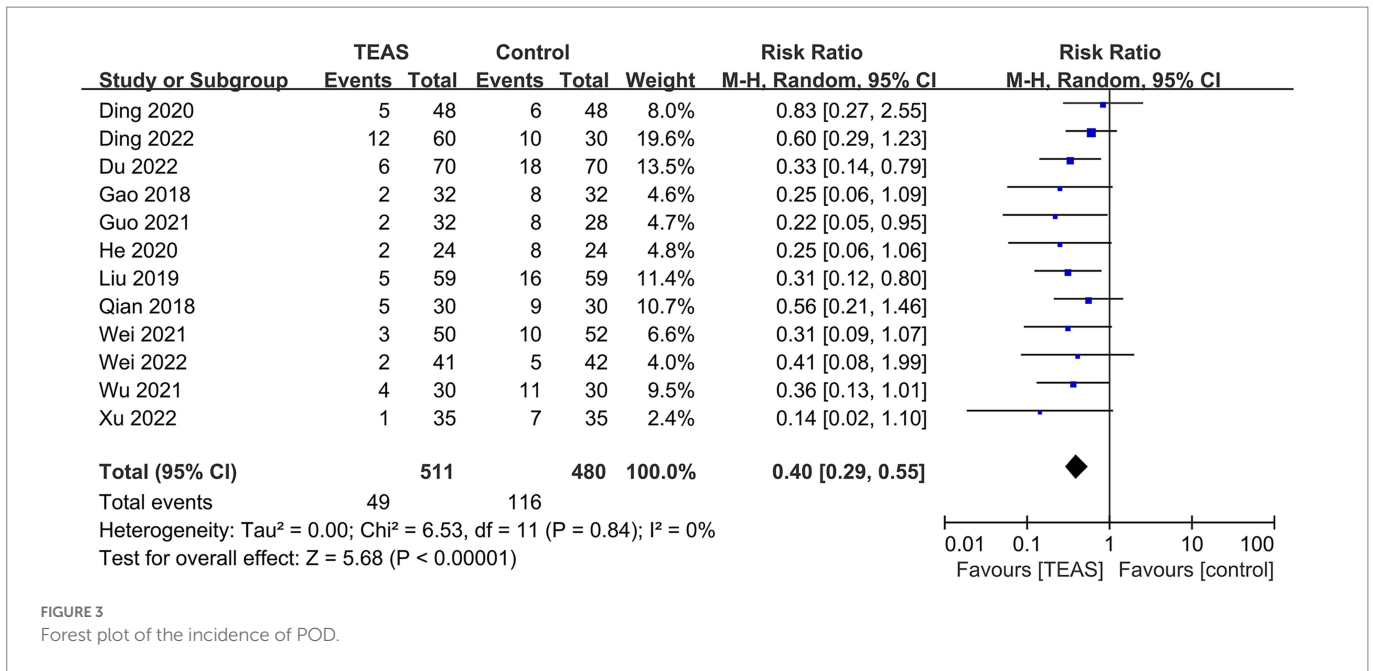 TEAS Control Risk Ratio Risk Ratio
Study or Subgroup Events Total Events Total Weight M-H, Random, 95% CI M-H, Random, 95% CI
Ding 2020 5 48 6 48 8.0% 0.83 [0.27, 2.55]
Ding 2022 12 60 10 30 19.6% 0.60 [0.29, 1.23]
Du 2022 6 70 18 70 13.5% 0.33 [0.14, 0.79]
Gao 2018 2 32 8 32 4.6% 0.25 [0.06, 1.09]
Guo 2021 2 32 8 28 4.7% 0.22 [0.05, 0.95]
He 2020 2 24 8 24 4.8% 0.25 [0.06, 1.06]
Liu 2019 5 59 16 59 11.4% 0.31 [0.12, 0.80]
Qian 2018 5 30 9 30 10.7% 0.56 [0.21, 1.46]
Wei 2021 3 50 10 52 6.6% 0.31 [0.09, 1.07]
Wei 2022 2 41 5 42 4.0% 0.41 [0.08, 1.99]
Wu 2021 4 30 11 30 9.5% 0.36 [0.13, 1.01]
Xu 2022 1 35 7 35 2.4% 0.14 [0.02, 1.10]
Total (95% CI) 511 480 100.0% 0.40 [0.29, 0.55]
Total events 49 116
Heterogeneity: Tau² = 0.00; Chi² = 6.53, df = 11 (P = 0.84); I² = 0%
Test for overall effect: Z = 5.68 (P < 0.00001)
0.01 0.1 1 10 100
Favours [TEAS] Favours [control]
FIGURE 3
Forest plot of the incidence of POD.